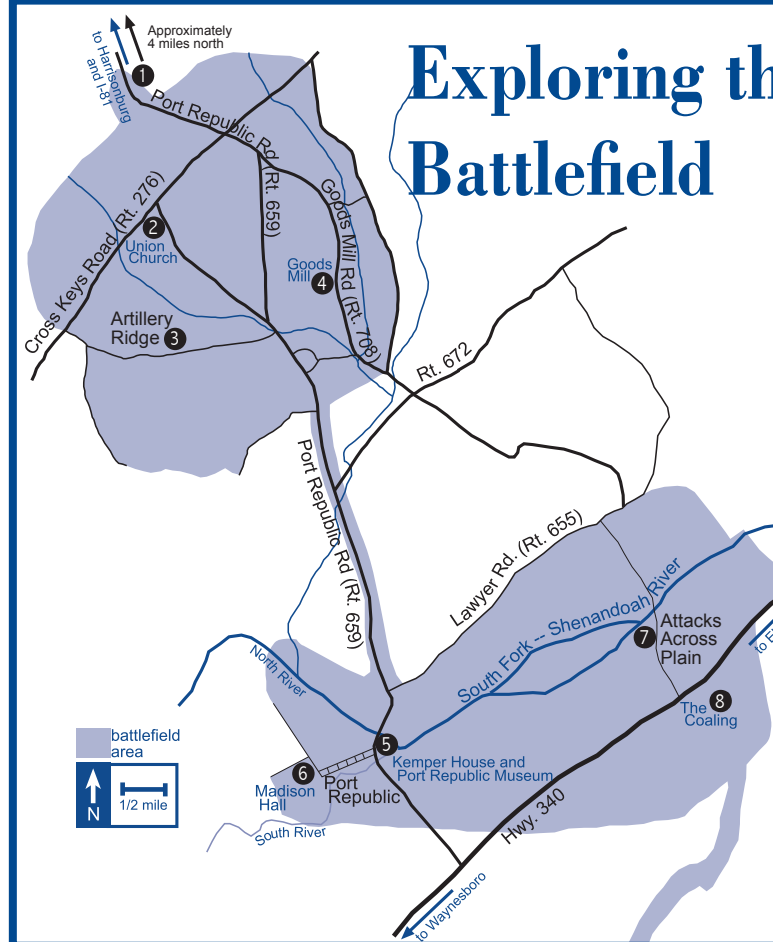 Approximately
4 miles north
to Harrisonburg
and I-81
1
Exploring th
Battlefield
Port Republic Rd
(Rt. 659)
Goods Mill Rd (Rt. 708)
Cross Keys Road (Rt. 276)
2
Union
Church
Goods
Mill
4
Artillery
Ridge
3
Rt. 672
Port Republic Rd (Rt. 659)
Lawyer Rd. (Rt. 655)
South Fork -- Shenandoah River
7
Attacks
Across
Plain
to El
8
The
Coaling
North River
5
Kemper House and
Port Republic Museum
6
Madison
Hall
Port
Republic
South River
Hwy. 340
to Waynesboro
battlefield
area
N
1/2 mile